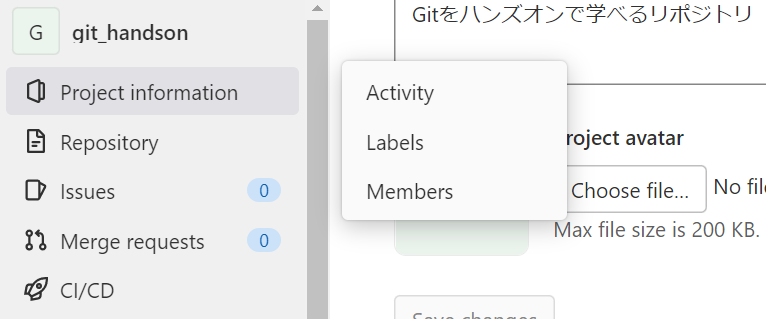 G git_handson
Project information
Repository
Issues 0
Merge requests 0
CI/CD
Activity
Labels
Members
Gitをハンズオンで学べるリポジトリ
roject avatar
Choose file... No file
Max file size is 200 KB.
Save changes